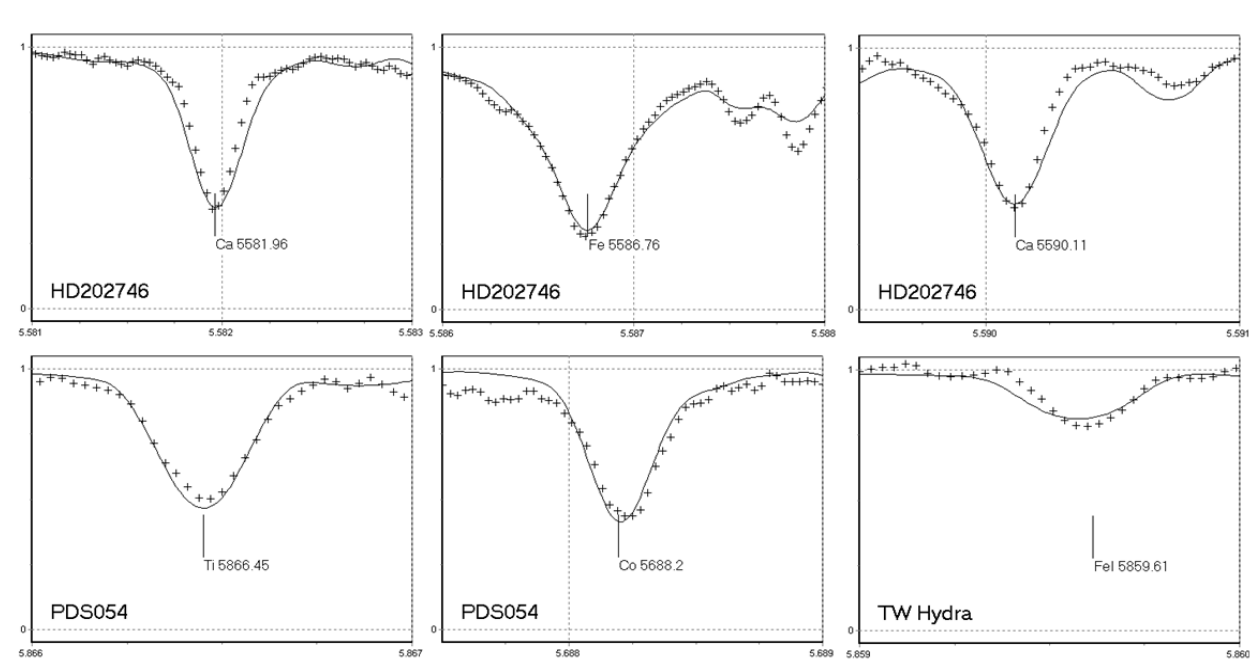 1
Ca 5581.96
HD202746
0
5.581 5.582 5.583
1
Fe 5586.76
HD202746
0
5.586 5.587 5.588
1
Ca 5590.11
HD202746
0
5.590 5.591
1
Ti 5866.45
PDS054
0
5.866 5.867
1
Co 5688.2
PDS054
0
5.688 5.689
1
FeI 5859.61
TW Hydra
0
5.859 5.860